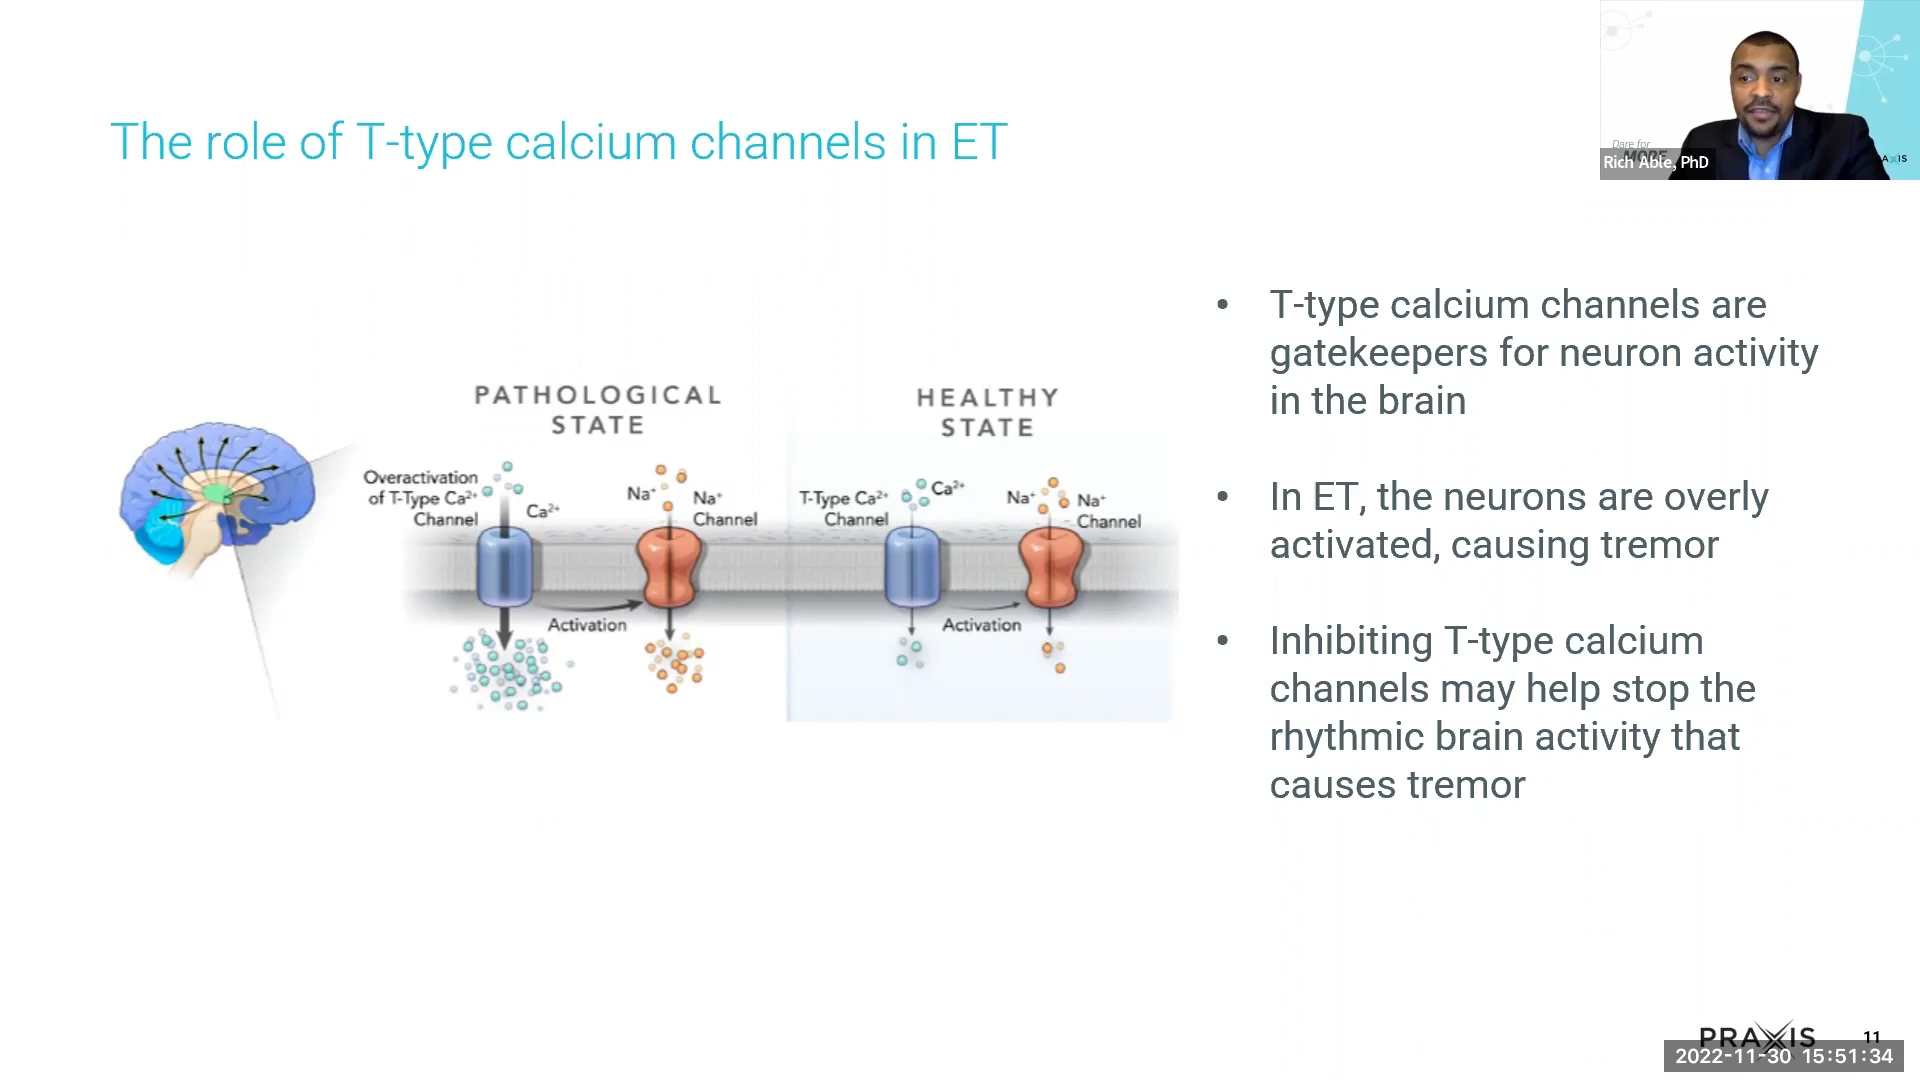 The role of T-type calcium channels in ET
Dare for
MORE
Rich Able, PhD
PATHOLOGICAL
STATE
Overactivation
of T-Type Ca²⁺
Channel
Ca²⁺
Na⁺
Na⁺
Channel
Activation
HEALTHY
STATE
T-Type Ca²⁺
Channel
Ca²⁺
Na⁺
Na⁺
Channel
Activation
• T-type calcium channels are
gatekeepers for neuron activity
in the brain
• In ET, the neurons are overly
activated, causing tremor
• Inhibiting T-type calcium
channels may help stop the
rhythmic brain activity that
causes tremor
PRAXIS
11
2022-11-30 15:51:34